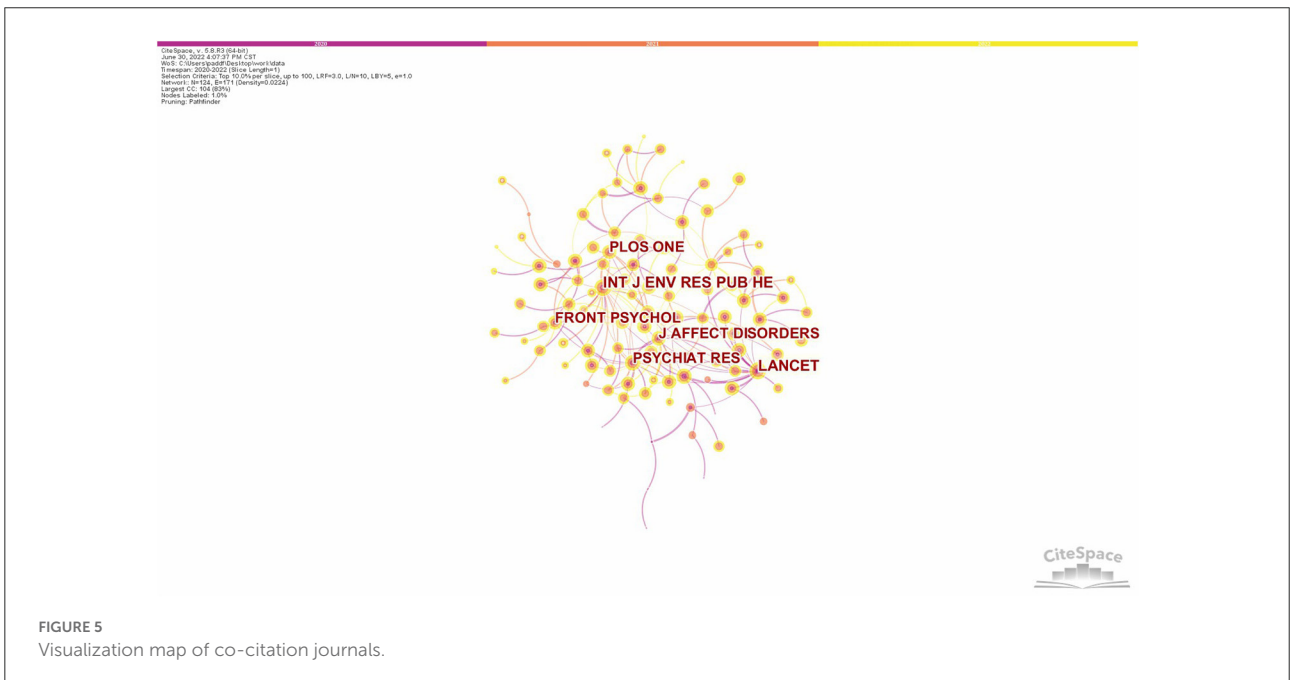 2020 2021
CiteSpace, v. 5.8.R3 (64-bit)
June 30, 2022 4:07:37 PM CST
WoS: C:\Users\paddf\Desktop\work\data
Timespan: 2020-2022 (Slice Length=1)
Selection Criteria: Top 10.0% per slice, up to 100, LRF=3.0, L/N=10, LBY=5, e=1.0
Network: N=124, E=171 (Density=0.0224)
Largest CC: 104 (83%)
Nodes Labeled: 1.0%
Pruning: Pathfinder
PLOS ONE
INT J ENV RES PUB HE
FRONT PSYCHOL
J AFFECT DISORDERS
PSYCHIAT RES
LANCET
CiteSpace
FIGURE 5
Visualization map of co-citation journals.